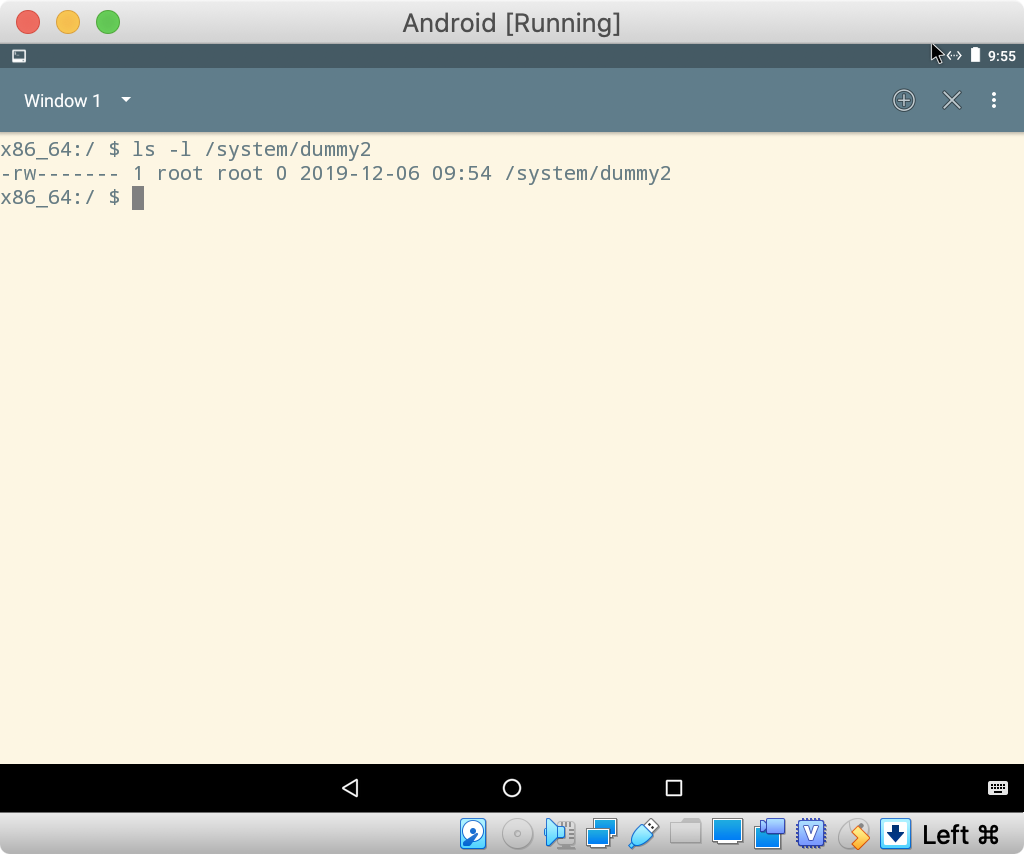 Android [Running]
9:55
Window 1
x86_64:/ $ ls -l /system/dummy2
-rw------- 1 root root 0 2019-12-06 09:54 /system/dummy2
x86_64:/ $
V
Left ⌘